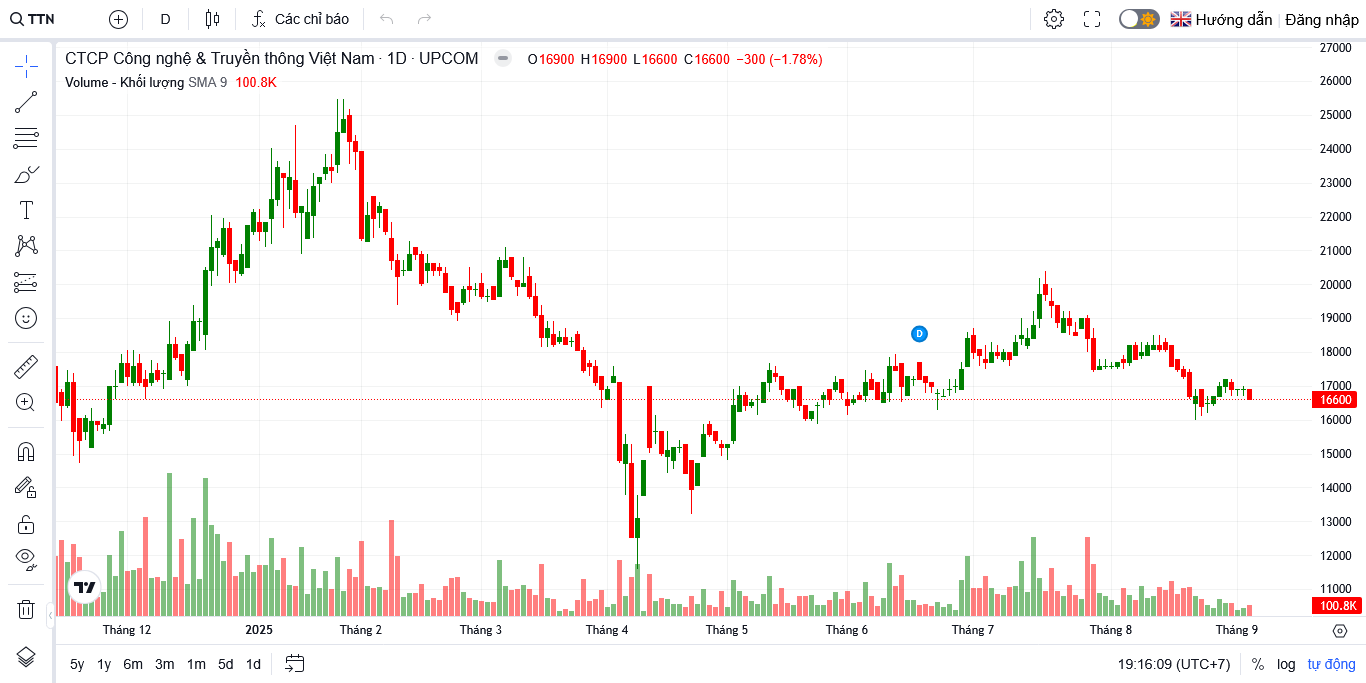 TTN D Các chỉ báo Hướng dẫn Đăng nhập
CTCP Công nghệ & Truyền thông Việt Nam · 1D · UPCOM O16900 H16900 L16600 C16600 −300 (−1.78%)
Volume - Khối lượng SMA 9 100.8K
27000
26000
25000
24000
23000
22000
21000
20000
19000
18000
17000
16600
16000
15000
14000
13000
12000
11000
100.8K
D
Tháng 12 2025 Tháng 2 Tháng 3 Tháng 4 Tháng 5 Tháng 6 Tháng 7 Tháng 8 Tháng 9
5y 1y 6m 3m 1m 5d 1d 19:16:09 (UTC+7) % log tự động